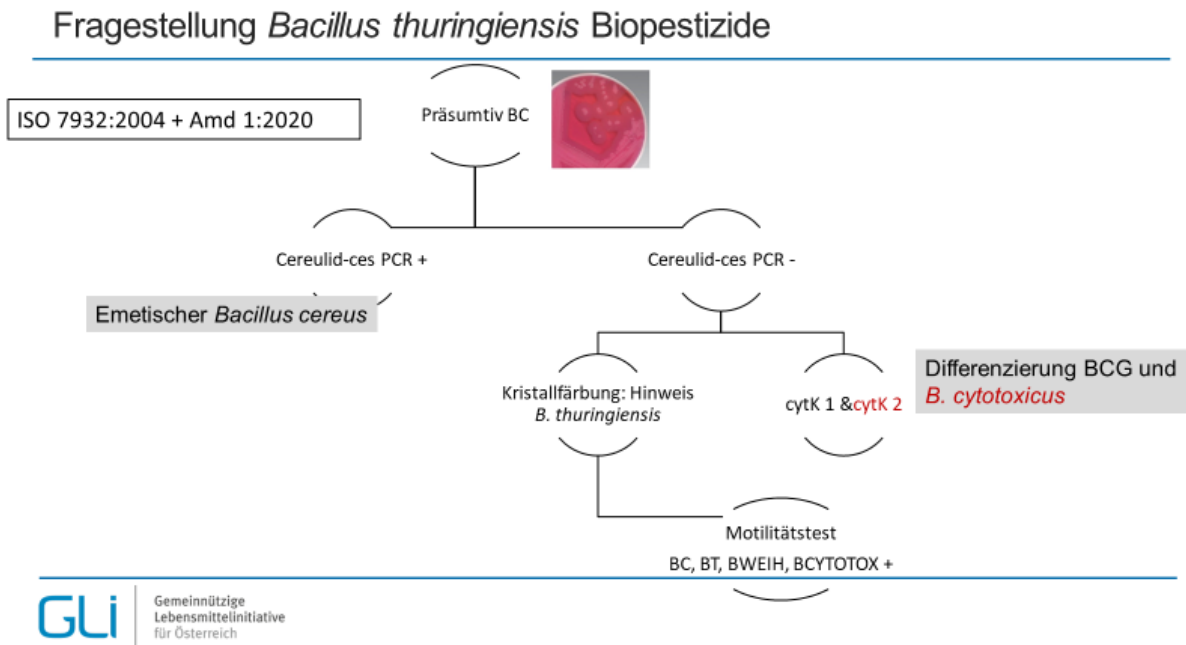 Fragestellung Bacillus thuringiensis Biopestizide
ISO 7932:2004 + Amd 1:2020
Präsumtiv BC
Cereulid-ces PCR +
Cereulid-ces PCR -
Emetischer Bacillus cereus
Kristallfärbung: Hinweis
B. thuringiensis
cytK 1 &cytK 2
Differenzierung BCG und
B. cytotoxicus
Motilitätstest
BC, BT, BWEIH, BCYTOTOX +
GLi
Gemeinnützige
Lebensmittelinitiative
für Österreich